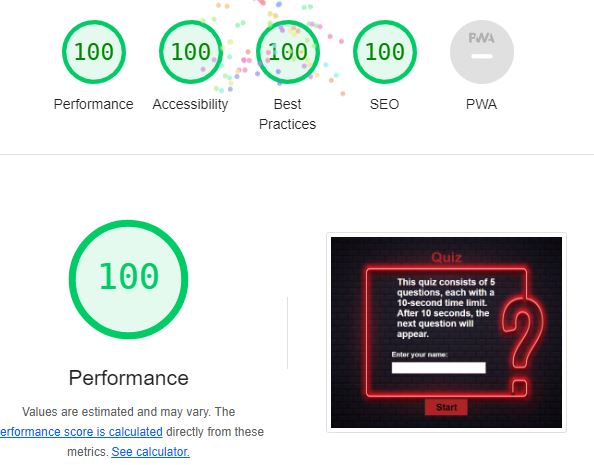 100
100
100
100
PWA
Performance
Accessibility
Best
Practices
SEO
PWA
100
Performance
Values are estimated and may vary. The
erformance score is calculated directly from these
metrics. See calculator.
Quiz
This quiz consists of 5
questions, each with a
10-second time limit.
After 10 seconds, the
next question will
appear.
Enter your name:
Start